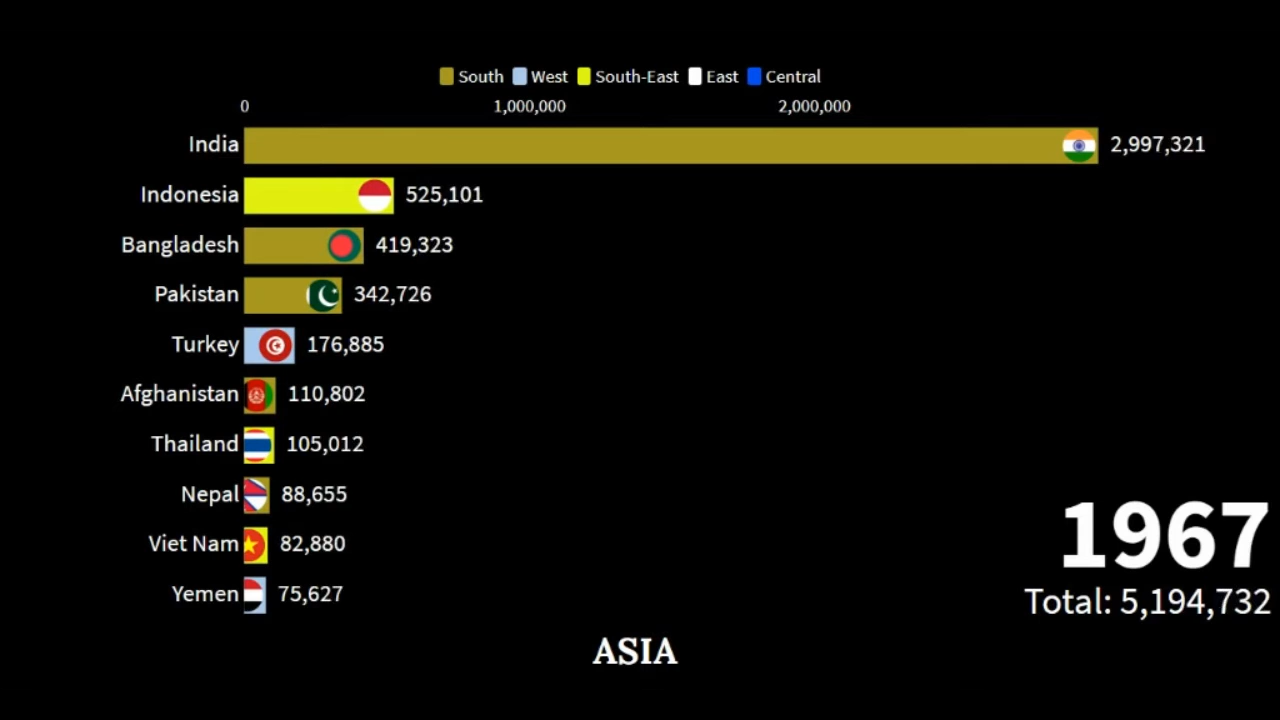 South West South-East East Central
0 1,000,000 2,000,000
India 2,997,321
Indonesia 525,101
Bangladesh 419,323
Pakistan 342,726
Turkey 176,885
Afghanistan 110,802
Thailand 105,012
Nepal 88,655
Viet Nam 82,880
Yemen 75,627
1967
Total: 5,194,732
ASIA